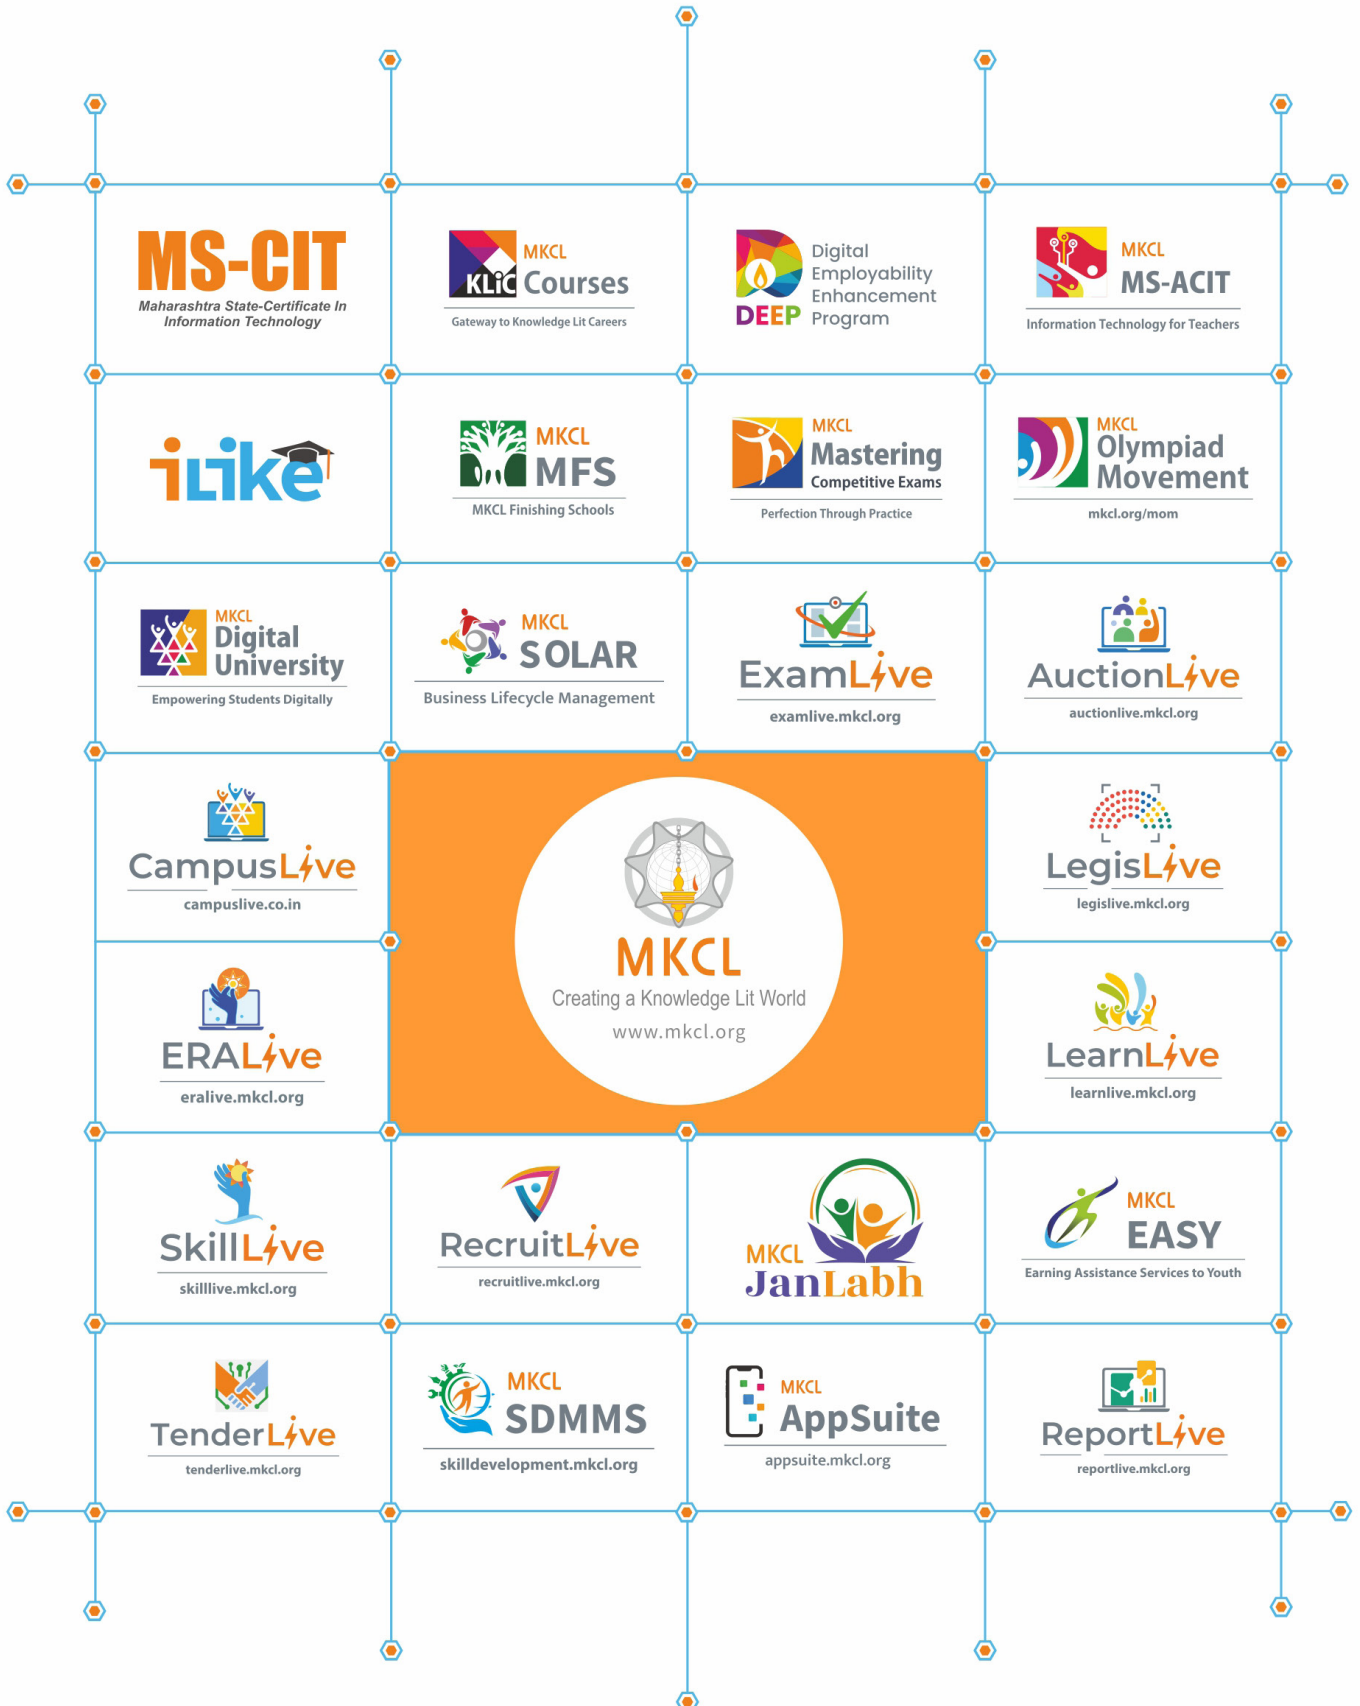 MS-CIT
Maharashtra State-Certificate In
Information Technology
MKCL
KLiC Courses
Gateway to Knowledge Lit Careers
DEEP
Digital
Employability
Enhancement
Program
MKCL
MS-ACIT
Information Technology for Teachers
iLike
MKCL
MFS
MKCL Finishing Schools
MKCL
Mastering
Competitive Exams
Perfection Through Practice
MKCL
Olympiad
Movement
mkcl.org/mom
MKCL
Digital
University
Empowering Students Digitally
MKCL
SOLAR
Business Lifecycle Management
ExamLive
examlive.mkcl.org
AuctionLive
auctionlive.mkcl.org
CampusLive
campuslive.co.in
MKCL
Creating a Knowledge Lit World
www.mkcl.org
LegisLive
legislive.mkcl.org
ERALive
eralive.mkcl.org
LearnLive
learnlive.mkcl.org
SkillLive
skilllive.mkcl.org
RecruitLive
recruitlive.mkcl.org
MKCL
JanLabh
MKCL
EASY
Earning Assistance Services to Youth
TenderLive
tenderlive.mkcl.org
MKCL
SDMMS
skilldevelopment.mkcl.org
MKCL
AppSuite
appsuite.mkcl.org
ReportLive
reportlive.mkcl.org